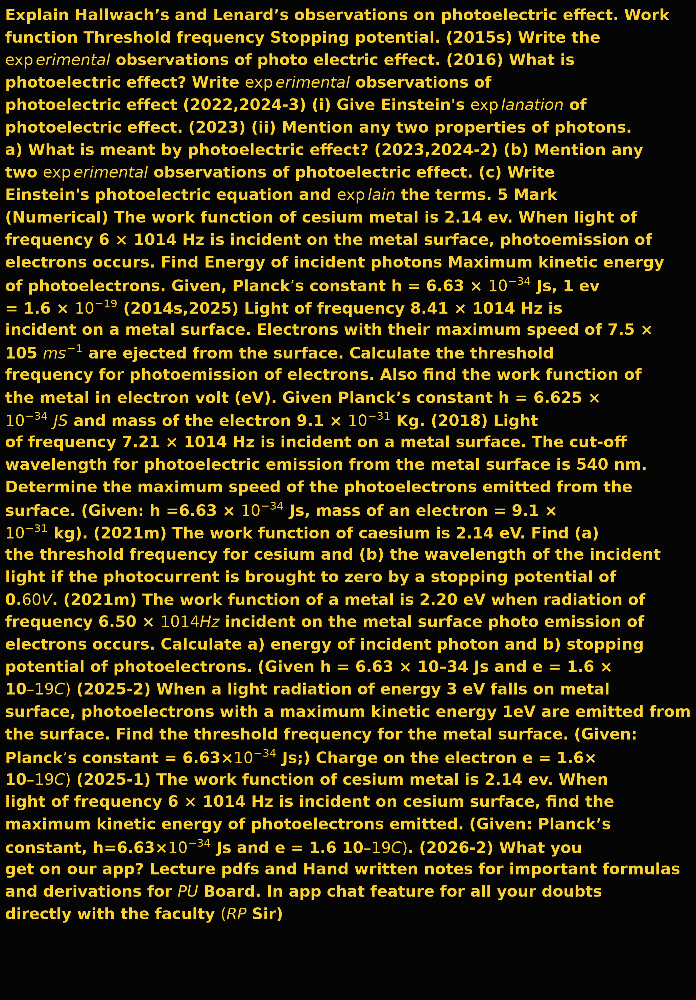 Explain Hallwach’s and Lenard’s observations on photoelectric effect. Work
function Threshold frequency Stopping potential. (2015s) Write the
exp erimental observations of photo electric effect. (2016) What is
photoelectric effect? Write exp erimental observations of
photoelectric effect (2022,2024-3) (i) Give Einstein's exp lanation of
photoelectric effect. (2023) (ii) Mention any two properties of photons.
a) What is meant by photoelectric effect? (2023,2024-2) (b) Mention any
two exp erimental observations of photoelectric effect. (c) Write
Einstein's photoelectric equation and exp lain the terms. 5 Mark
(Numerical) The work function of cesium metal is 2.14 ev. When light of
frequency 6 × 1014 Hz is incident on the metal surface, photoemission of
electrons occurs. Find Energy of incident photons Maximum kinetic energy
of photoelectrons. Given, Planck’s constant h = 6.63 × 10⁻³⁴ Js, 1 ev
= 1.6 × 10⁻¹⁹ (2014s,2025) Light of frequency 8.41 × 1014 Hz is
incident on a metal surface. Electrons with their maximum speed of 7.5 ×
105 ms⁻¹ are ejected from the surface. Calculate the threshold
frequency for photoemission of electrons. Also find the work function of
the metal in electron volt (eV). Given Planck’s constant h = 6.625 ×
10⁻³⁴ JS and mass of the electron 9.1 × 10⁻³¹ Kg. (2018) Light
of frequency 7.21 × 1014 Hz is incident on a metal surface. The cut-off
wavelength for photoelectric emission from the metal surface is 540 nm.
Determine the maximum speed of the photoelectrons emitted from the
surface. (Given: h =6.63 × 10⁻³⁴ Js, mass of an electron = 9.1 ×
10⁻³¹ kg). (2021m) The work function of caesium is 2.14 eV. Find (a)
the threshold frequency for cesium and (b) the wavelength of the incident
light if the photocurrent is brought to zero by a stopping potential of
0.60V. (2021m) The work function of a metal is 2.20 eV when radiation of
frequency 6.50 × 1014Hz incident on the metal surface photo emission of
electrons occurs. Calculate a) energy of incident photon and b) stopping
potential of photoelectrons. (Given h = 6.63 × 10–34 Js and e = 1.6 ×
10–19C) (2025-2) When a light radiation of energy 3 eV falls on metal
surface, photoelectrons with a maximum kinetic energy 1eV are emitted from
the surface. Find the threshold frequency for the metal surface. (Given:
Planck’s constant = 6.63×10⁻³⁴ Js;) Charge on the electron e = 1.6×
10–19C) (2025-1) The work function of cesium metal is 2.14 ev. When
light of frequency 6 × 1014 Hz is incident on cesium surface, find the
maximum kinetic energy of photoelectrons emitted. (Given: Planck’s
constant, h=6.63×10⁻³⁴ Js and e = 1.6 10–19C). (2026-2) What you
get on our app? Lecture pdfs and Hand written notes for important formulas
and derivations for PU Board. In app chat feature for all your doubts
directly with the faculty (RP Sir)